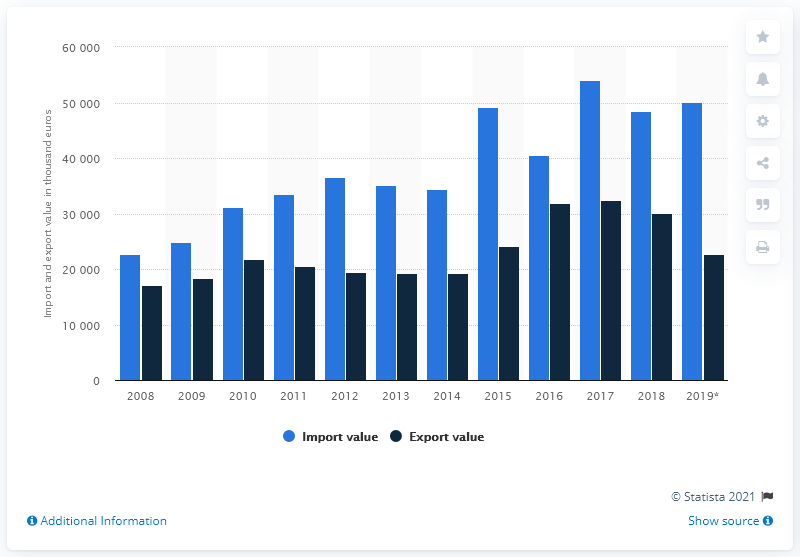 60 000
50 000
40 000
30 000
20 000
10 000
0
Import and export value in thousand euros
2008 2009 2010 2011 2012 2013 2014 2015 2016 2017 2018 2019*
Import value Export value
© Statista 2021
Additional Information Show source